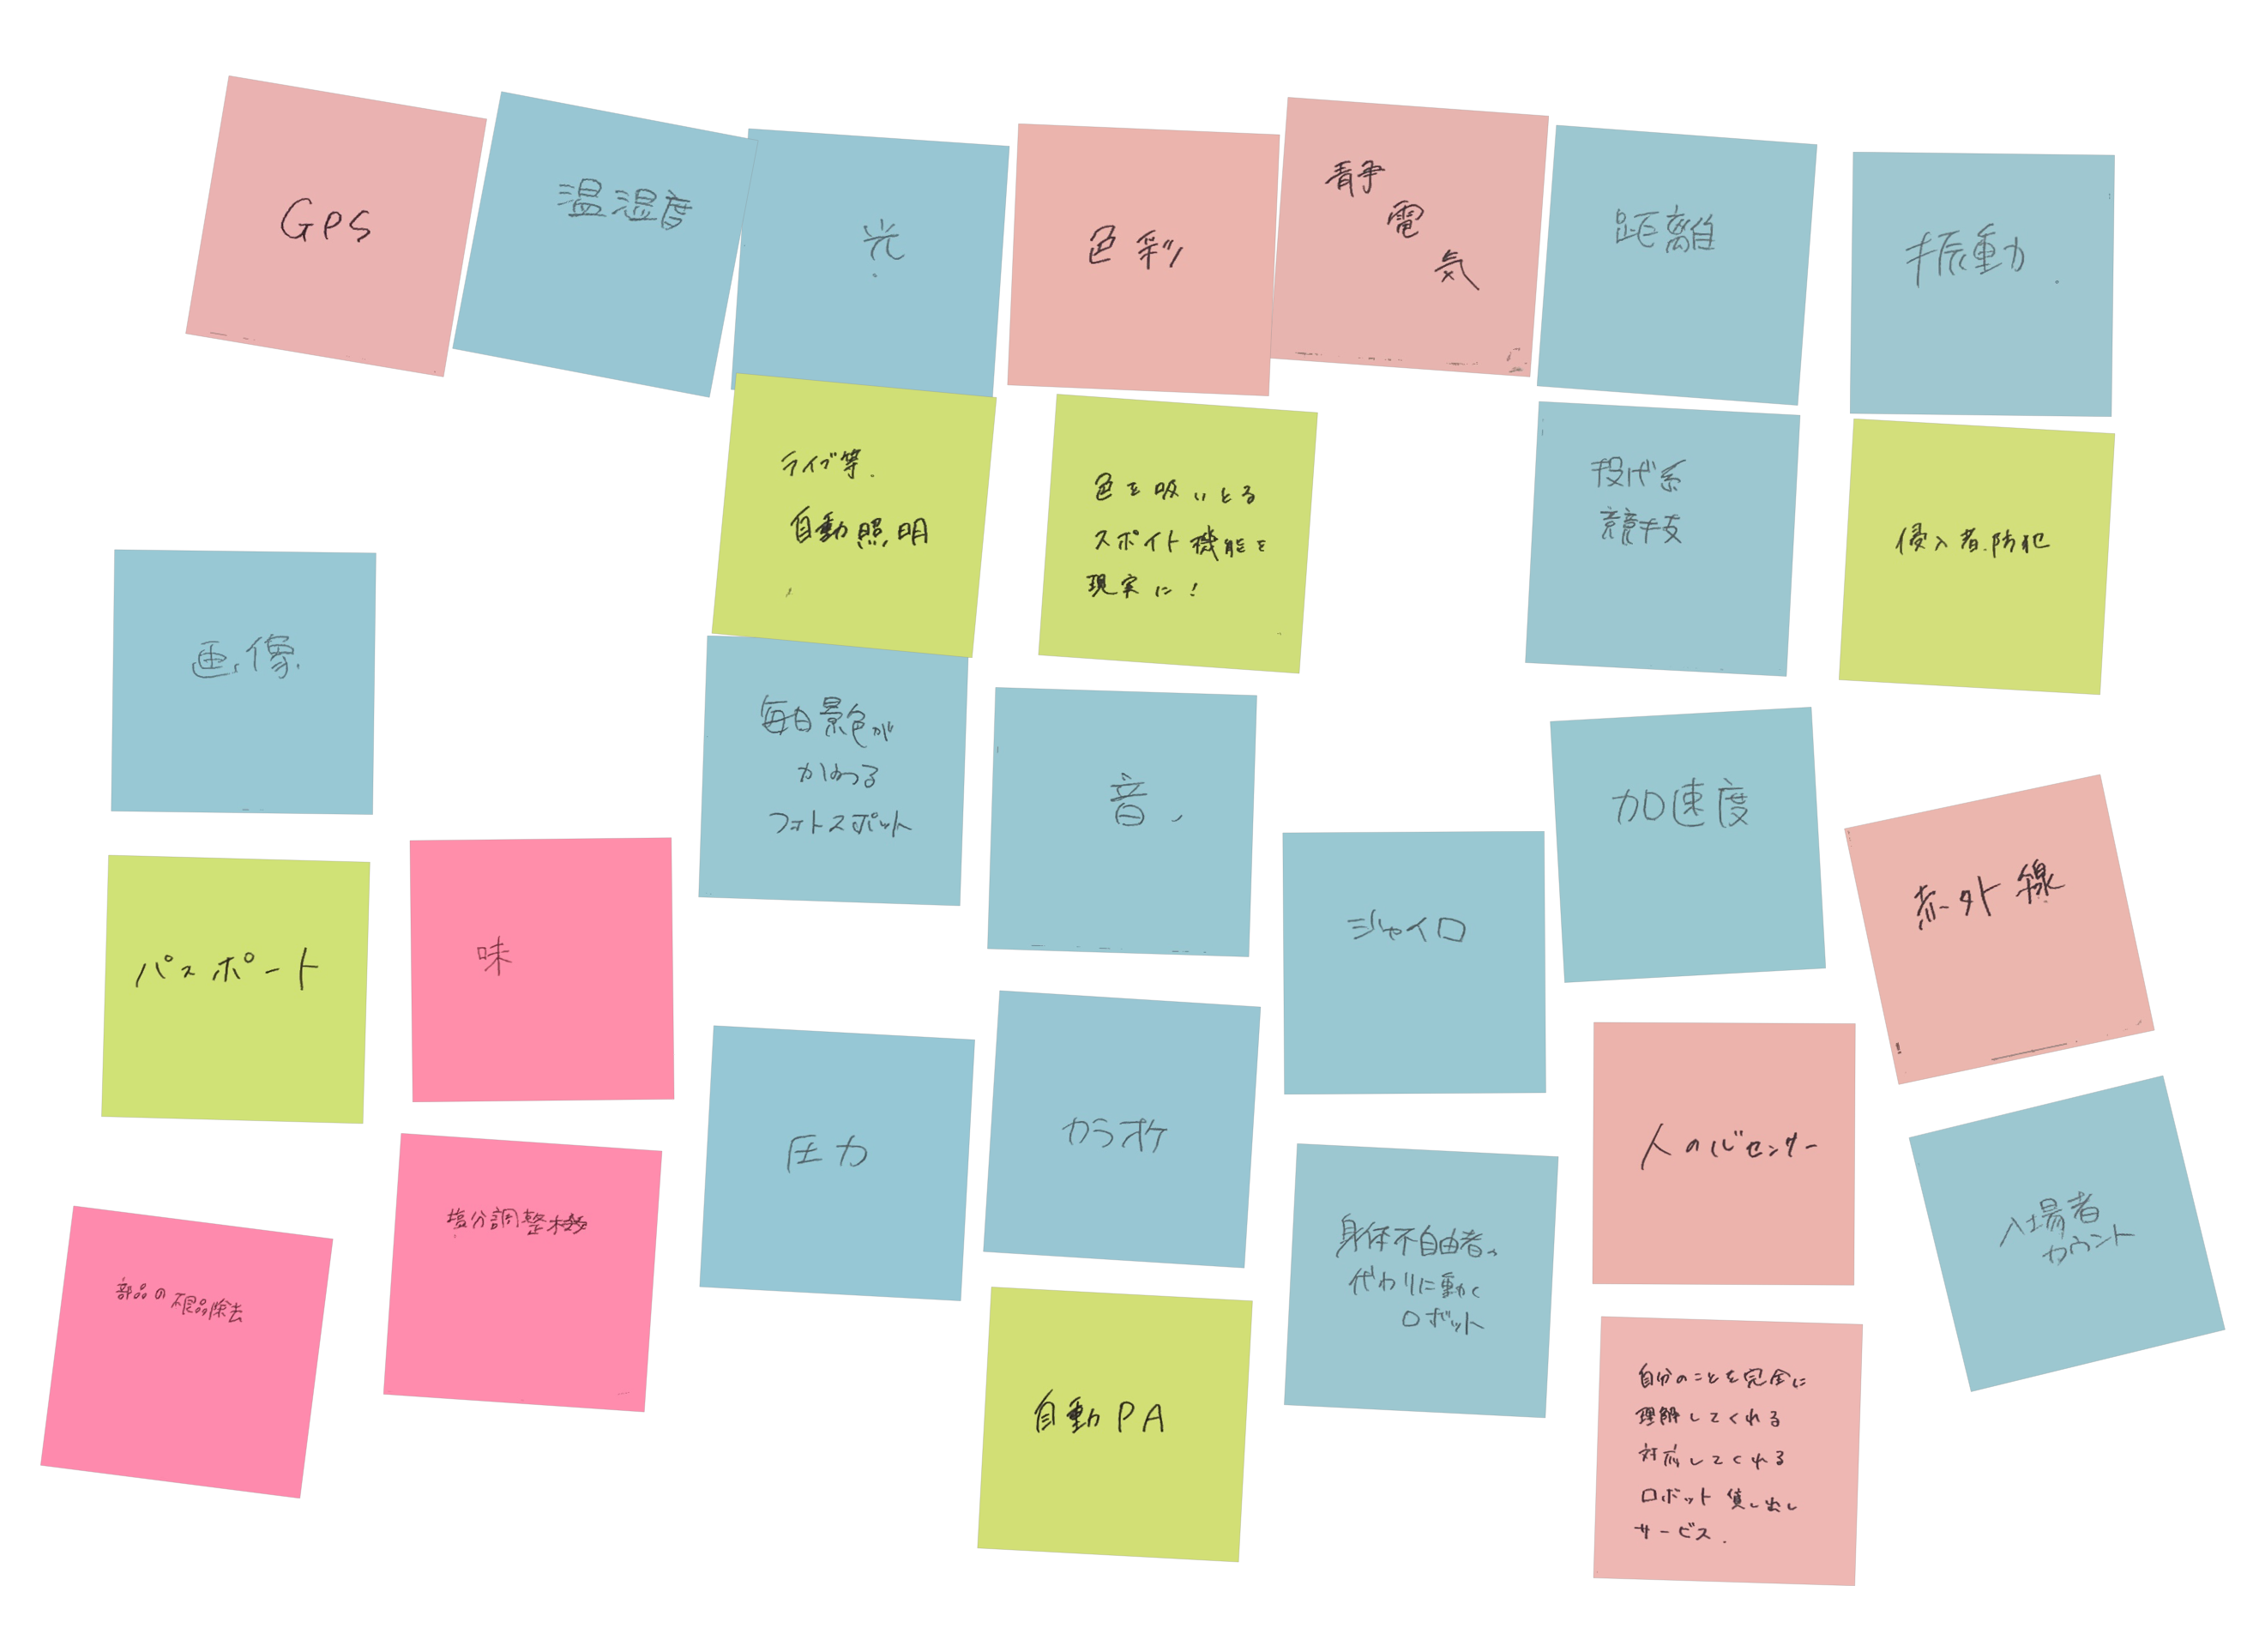 GPS
温湿度
光
色彩
静
電
気
距離
振動
ライブ等.
自動照明
色を吸いとる
スポイト機能を
現実に!
投てき系
競技
侵入者.防犯
画像
毎日景色が
かわる
フォトスポット
音
ジャイロ
加速度
赤外線
パスポート
味
圧力
カラオケ
人の心センサー
入場者
カウント
部品の不良品除去
塩分調整機
自動PA
身体不自由者、
代わりに動く
ロボット
自分のことを完全に
理解してくれる
対応してくれる
ロボット貸し出し
サービス.